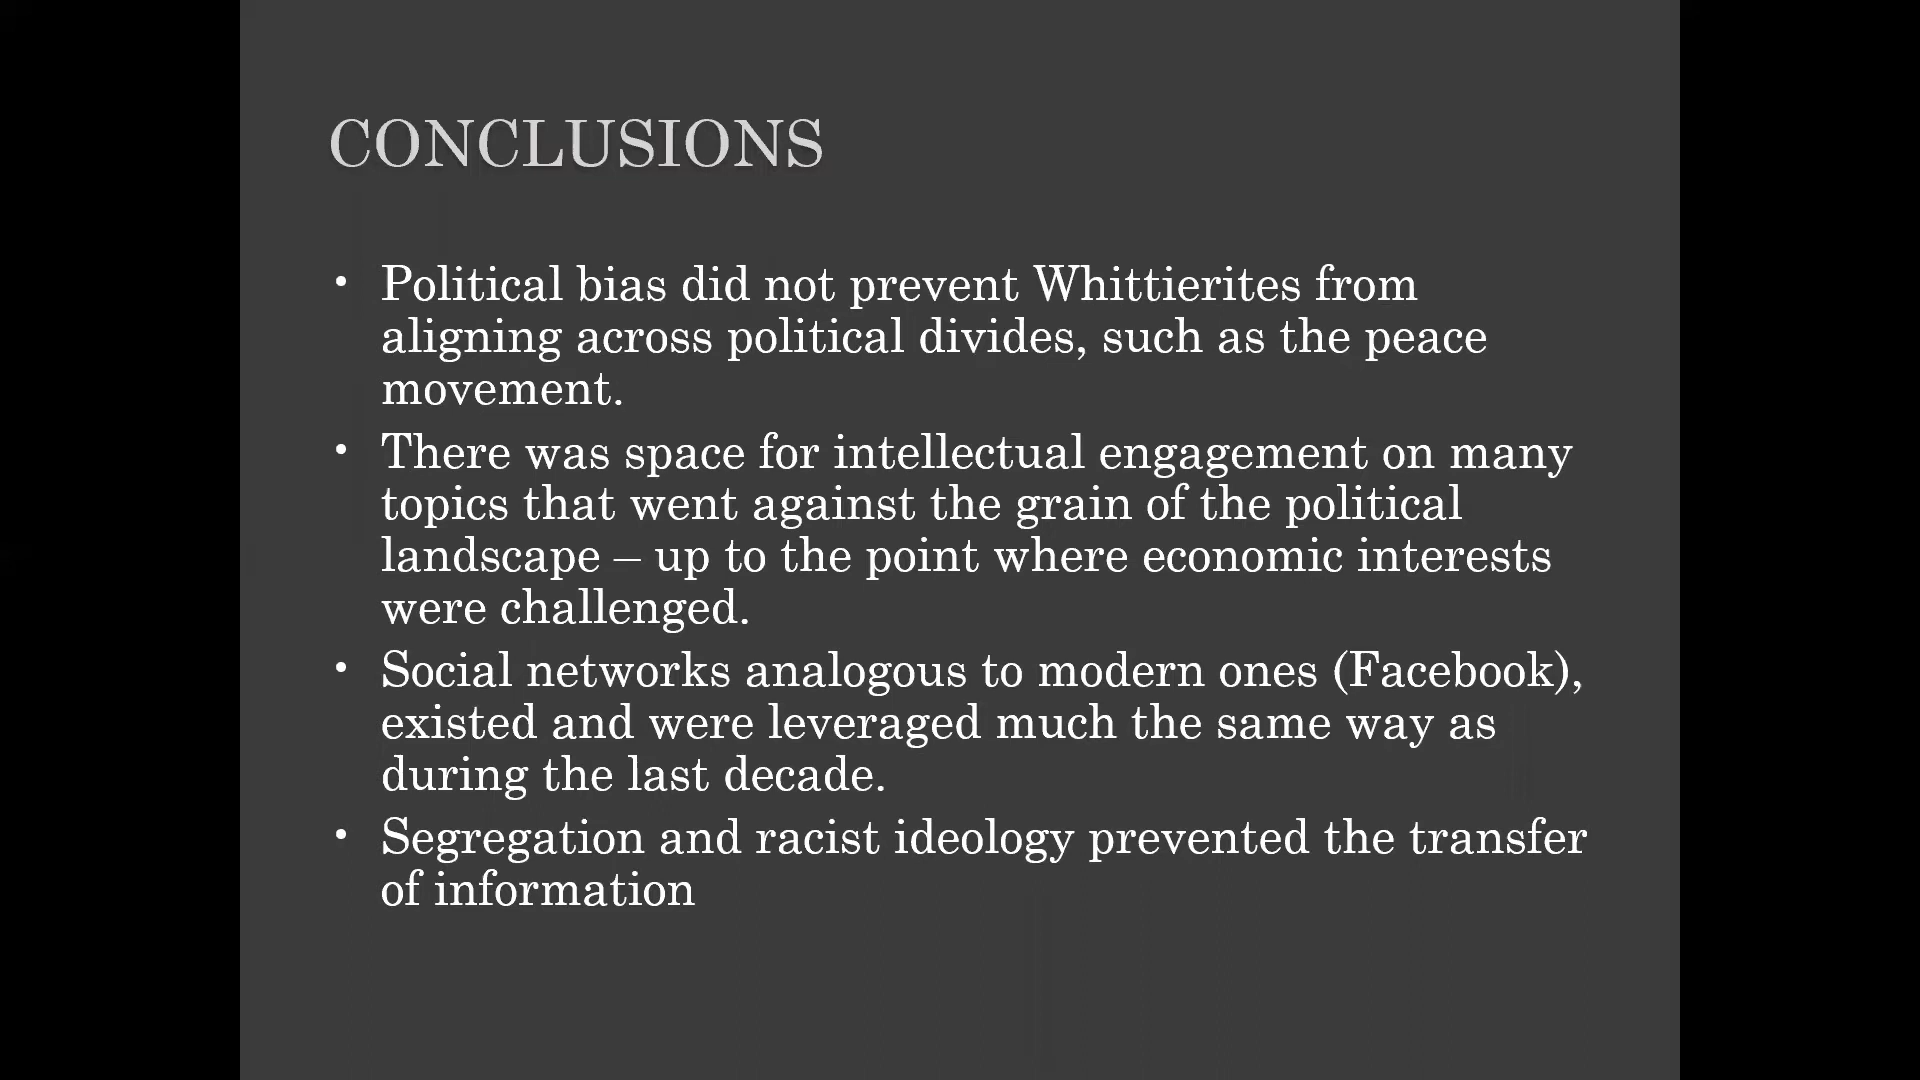 CONCLUSIONS
• Political bias did not prevent Whittierites from
aligning across political divides, such as the peace
movement.
• There was space for intellectual engagement on many
topics that went against the grain of the political
landscape – up to the point where economic interests
were challenged.
• Social networks analogous to modern ones (Facebook),
existed and were leveraged much the same way as
during the last decade.
• Segregation and racist ideology prevented the transfer
of information